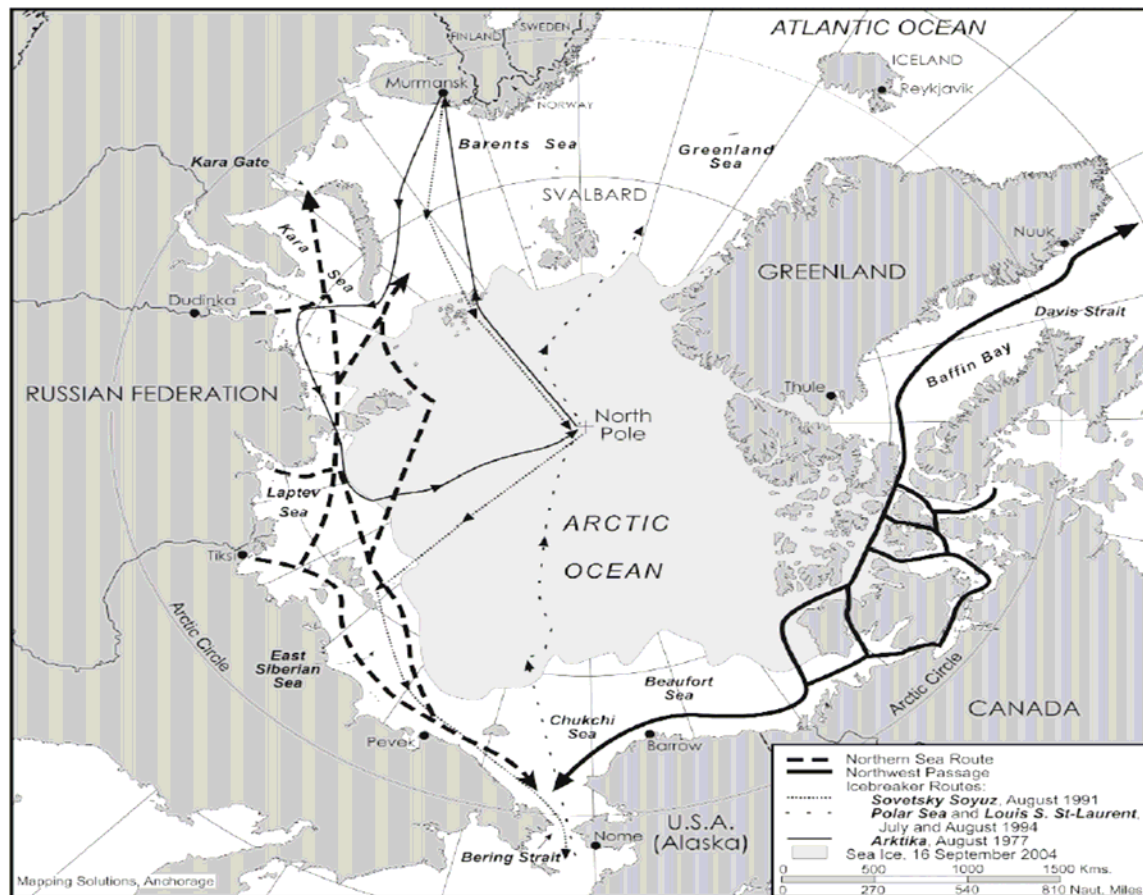 ATLANTIC OCEAN
FINLAND
SWEDEN
ICELAND
Murmansk
Reykjavik
NORWAY
Barents Sea
Greenland
Sea
Kara Gate
SVALBARD
Kara
Sea
Nuuk
GREENLAND
Dudinka
Davis Strait
Baffin Bay
RUSSIAN FEDERATION
Thule
North
Pole
Laptev
Sea
ARCTIC
OCEAN
Tiksi
Arctic Circle
East
Siberian
Sea
Beaufort
Sea
Arctic Circle
CANADA
Chukchi
Sea
Pevek
Barrow
U.S.A.
(Alaska)
Nome
Bering Strait
Northern Sea Route
Northwest Passage
Icebreaker Routes:
Sovetsky Soyuz, August 1991
Polar Sea and Louis S. St-Laurent,
July and August 1994
Arktika, August 1977
Sea Ice, 16 September 2004
0 500 1000 1500 Kms.
0 270 540 810 Naut. Miles
Mapping Solutions, Anchorage